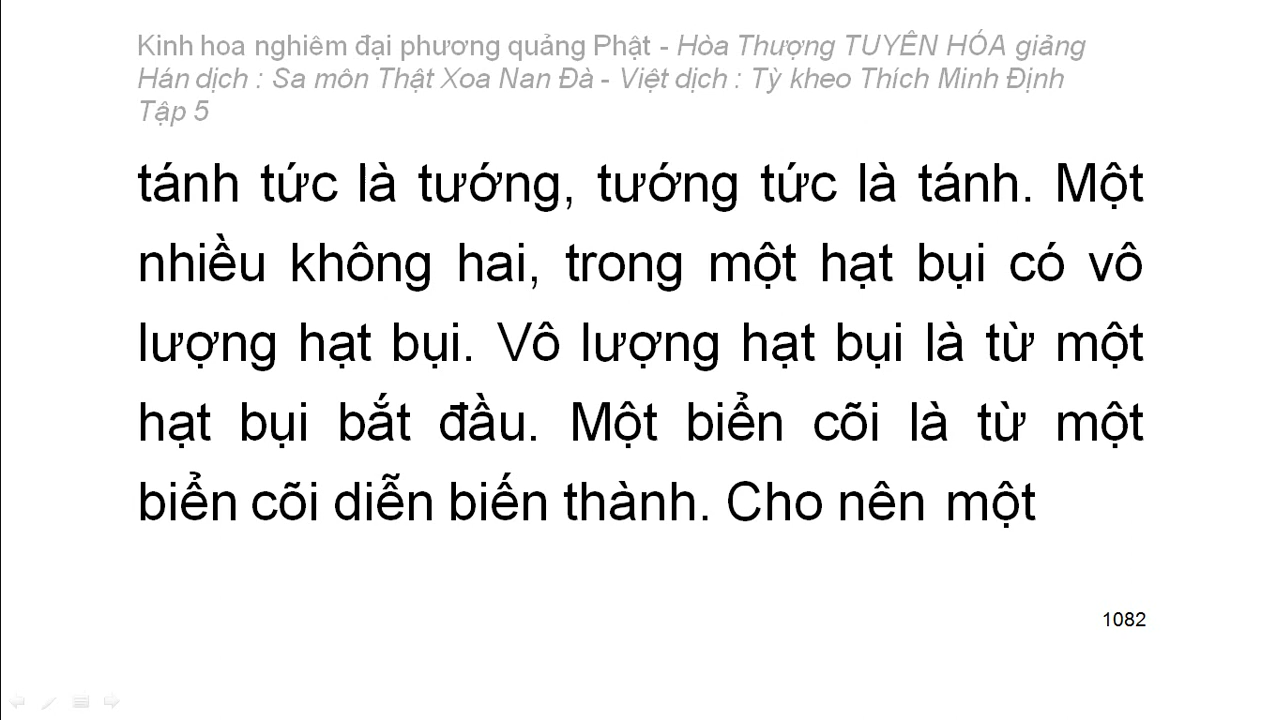 Kinh hoa nghiêm đại phương quảng Phật - Hòa Thượng TUYÊN HÓA giảng
Hán dịch : Sa môn Thật Xoa Nan Đà - Việt dịch : Tỳ kheo Thích Minh Định
Tập 5
tánh tức là tướng, tướng tức là tánh. Một
nhiều không hai, trong một hạt bụi có vô
lượng hạt bụi. Vô lượng hạt bụi là từ một
hạt bụi bắt đầu. Một biển cõi là từ một
biển cõi diễn biến thành. Cho nên một
1082